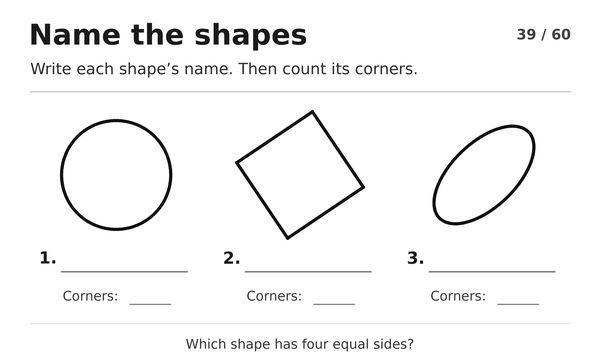 Name the shapes
39 / 60
Write each shape’s name. Then count its corners.
1. 2. 3.
Corners: Corners: Corners:
Which shape has four equal sides?